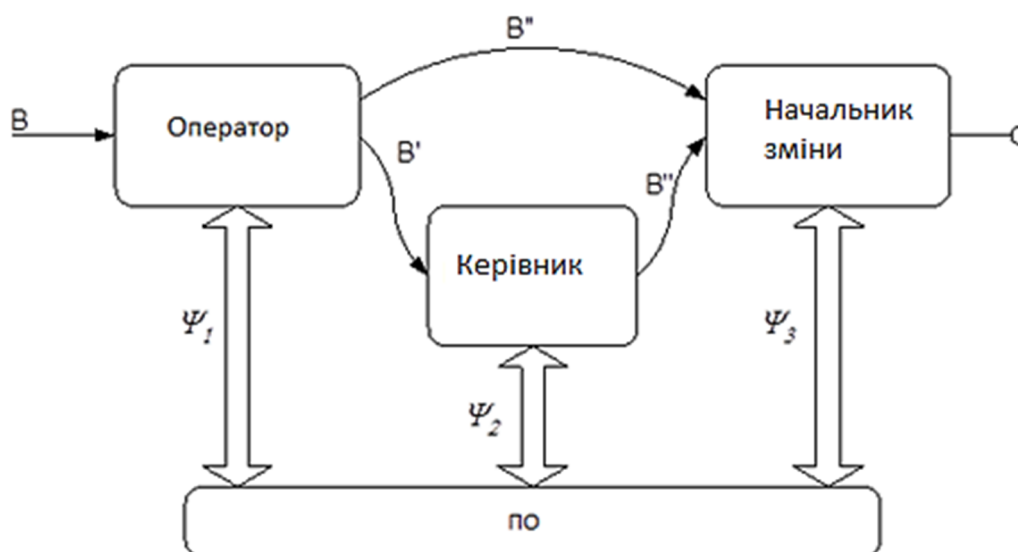 B"
B
Оператор
Начальник
зміни
B'
B"
Керівник
Ψ1
Ψ2
Ψ3
ПО